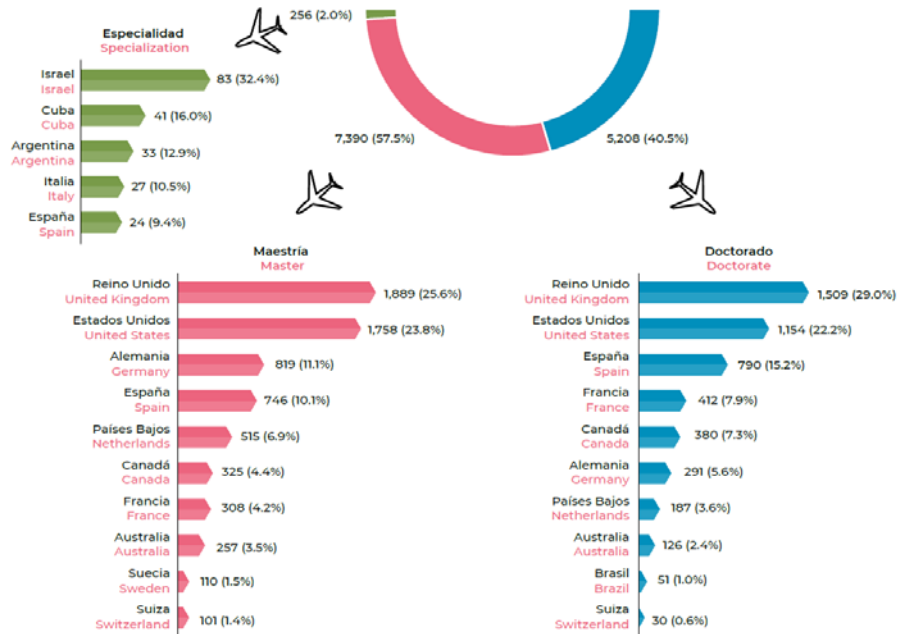 256 (2.0%)
7,390 (57.5%)
5,208 (40.5%)
Especialidad
Specialization
Israel
Israel
83 (32.4%)
Cuba
Cuba
41 (16.0%)
Argentina
Argentina
33 (12.9%)
Italia
Italy
27 (10.5%)
España
Spain
24 (9.4%)
Maestría
Master
Reino Unido
United Kingdom
1,889 (25.6%)
Estados Unidos
United States
1,758 (23.8%)
Alemania
Germany
819 (11.1%)
España
Spain
746 (10.1%)
Países Bajos
Netherlands
515 (6.9%)
Canadá
Canada
325 (4.4%)
Francia
France
308 (4.2%)
Australia
Australia
257 (3.5%)
Suecia
Sweden
110 (1.5%)
Suiza
Switzerland
101 (1.4%)
Doctorado
Doctorate
Reino Unido
United Kingdom
1,509 (29.0%)
Estados Unidos
United States
1,154 (22.2%)
España
Spain
790 (15.2%)
Francia
France
412 (7.9%)
Canadá
Canada
380 (7.3%)
Alemania
Germany
291 (5.6%)
Países Bajos
Netherlands
187 (3.6%)
Australia
Australia
126 (2.4%)
Brasil
Brazil
51 (1.0%)
Suiza
Switzerland
30 (0.6%)